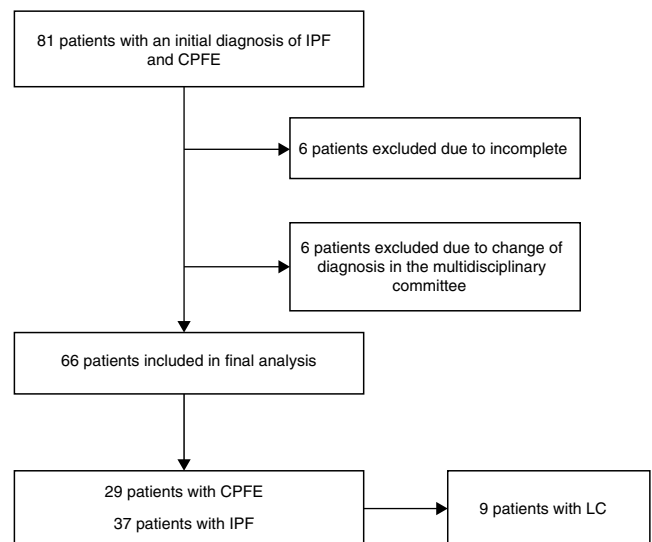 81 patients with an initial diagnosis of IPF
and CPFE
6 patients excluded due to incomplete
6 patients excluded due to change of
diagnosis in the multidisciplinary
committee
66 patients included in final analysis
29 patients with CPFE
37 patients with IPF
9 patients with LC